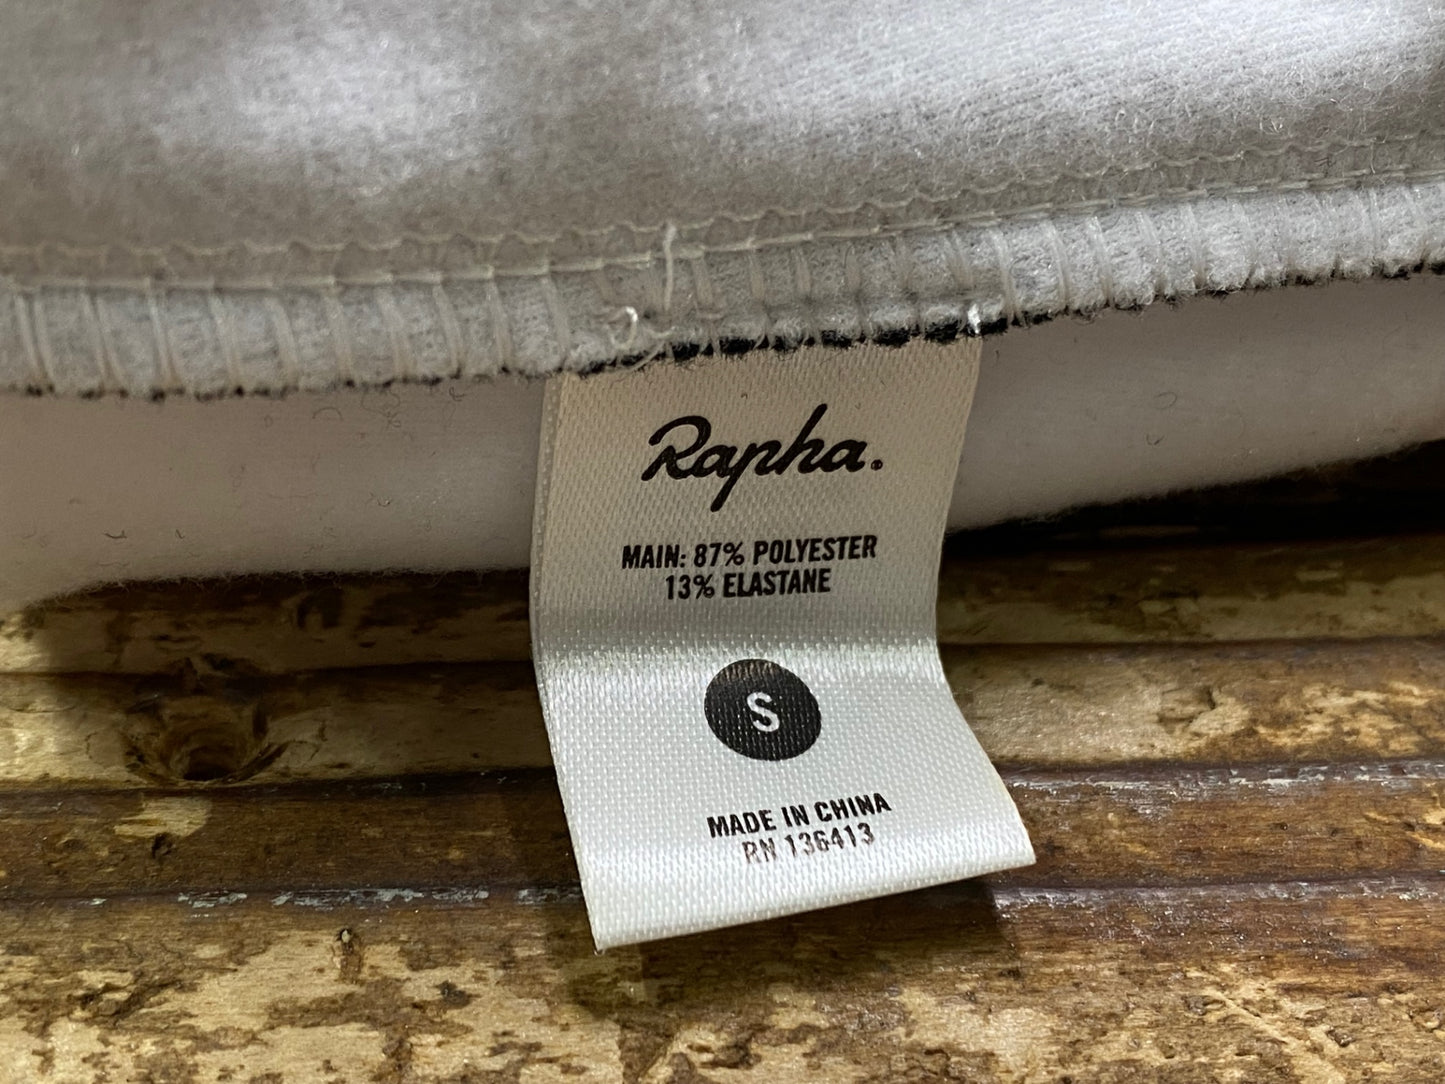 Rapha.
MAIN: 87% POLYESTER
13% ELASTANE
S
MADE IN CHINA
RN 136413